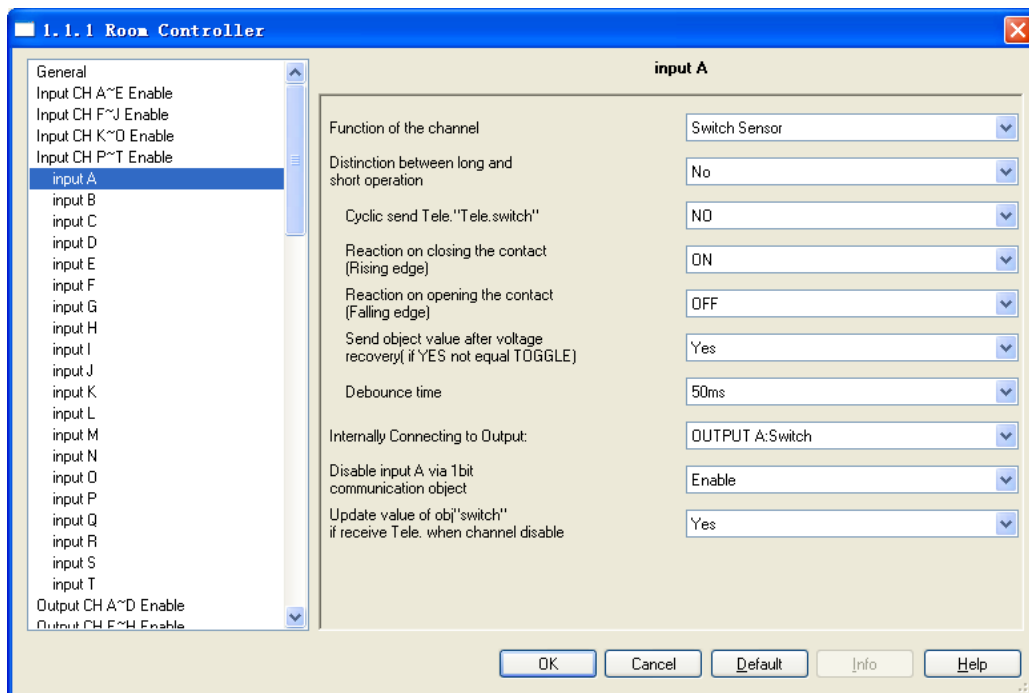 1.1.1 Room Controller
General
Input CH A~E Enable
Input CH F~J Enable
Input CH K~O Enable
Input CH P~T Enable
input A
input B
input C
input D
input E
input F
input G
input H
input I
input J
input K
input L
input M
input N
input O
input P
input Q
input R
input S
input T
Output CH A~D Enable
Output CH E~H Enable
input A
Function of the channel
Switch Sensor
Distinction between long and
short operation
No
Cyclic send Tele."Tele.switch"
NO
Reaction on closing the contact
(Rising edge)
ON
Reaction on opening the contact
(Falling edge)
OFF
Send object value after voltage
recovery( if YES not equal TOGGLE)
Yes
Debounce time
50ms
Internally Connecting to Output:
OUTPUT A:Switch
Disable input A via 1bit
communication object
Enable
Update value of obj"switch"
if receive Tele. when channel disable
Yes
OK
Cancel
Default
Info
Help